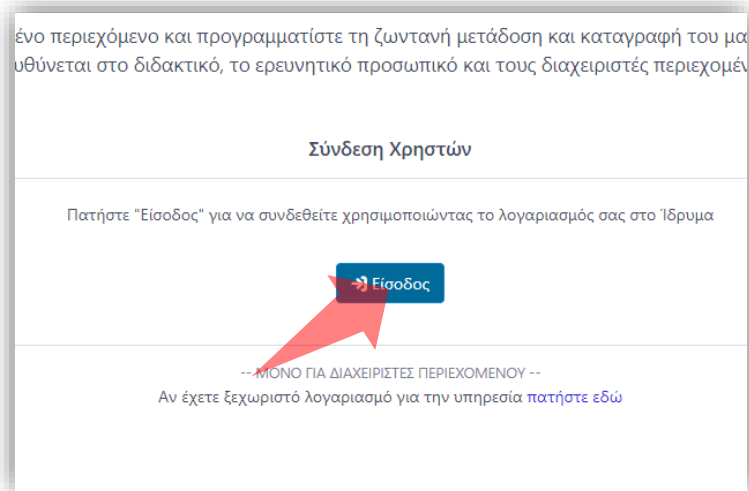 ένο περιεχόμενο και προγραμματίστε τη ζωντανή μετάδοση και καταγραφή του μα
υθύνεται στο διδακτικό, το ερευνητικό προσωπικό και τους διαχειριστές περιεχομέν
Σύνδεση Χρηστών
Πατήστε "Είσοδος" για να συνδεθείτε χρησιμοποιώντας το λογαριασμός σας στο Ίδρυμα
Είσοδος
-- ΜΟΝΟ ΓΙΑ ΔΙΑΧΕΙΡΙΣΤΕΣ ΠΕΡΙΕΧΟΜΕΝΟΥ --
Αν έχετε ξεχωριστό λογαριασμό για την υπηρεσία πατήστε εδώ